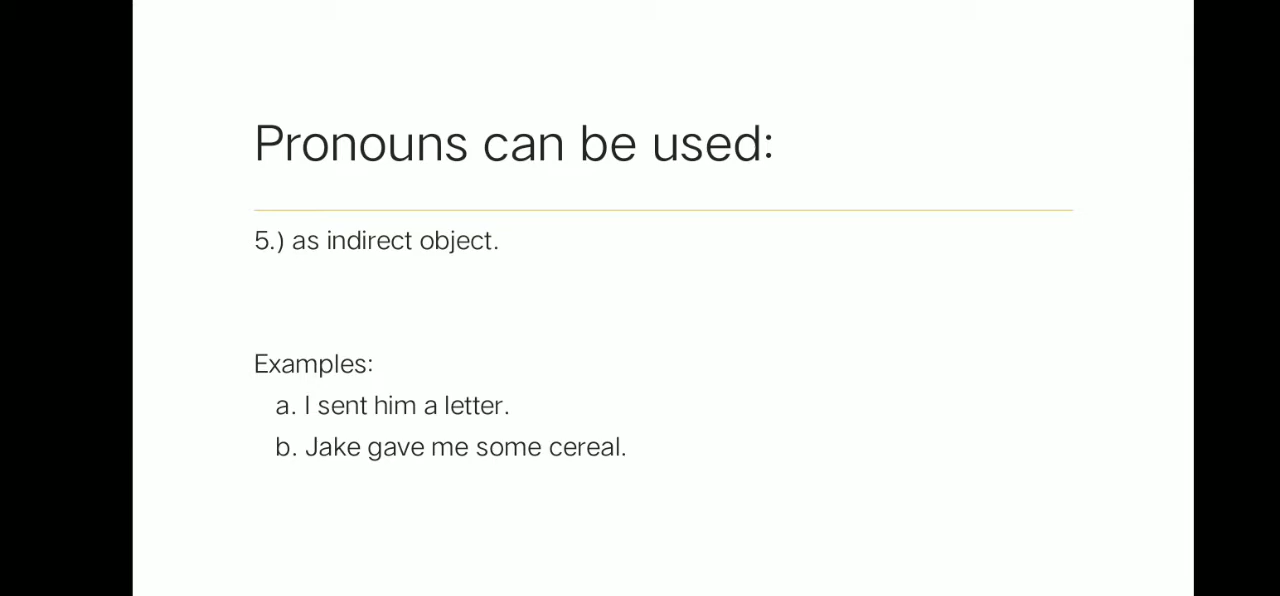 Pronouns can be used:
5.) as indirect object.
Examples:
a. I sent him a letter.
b. Jake gave me some cereal.